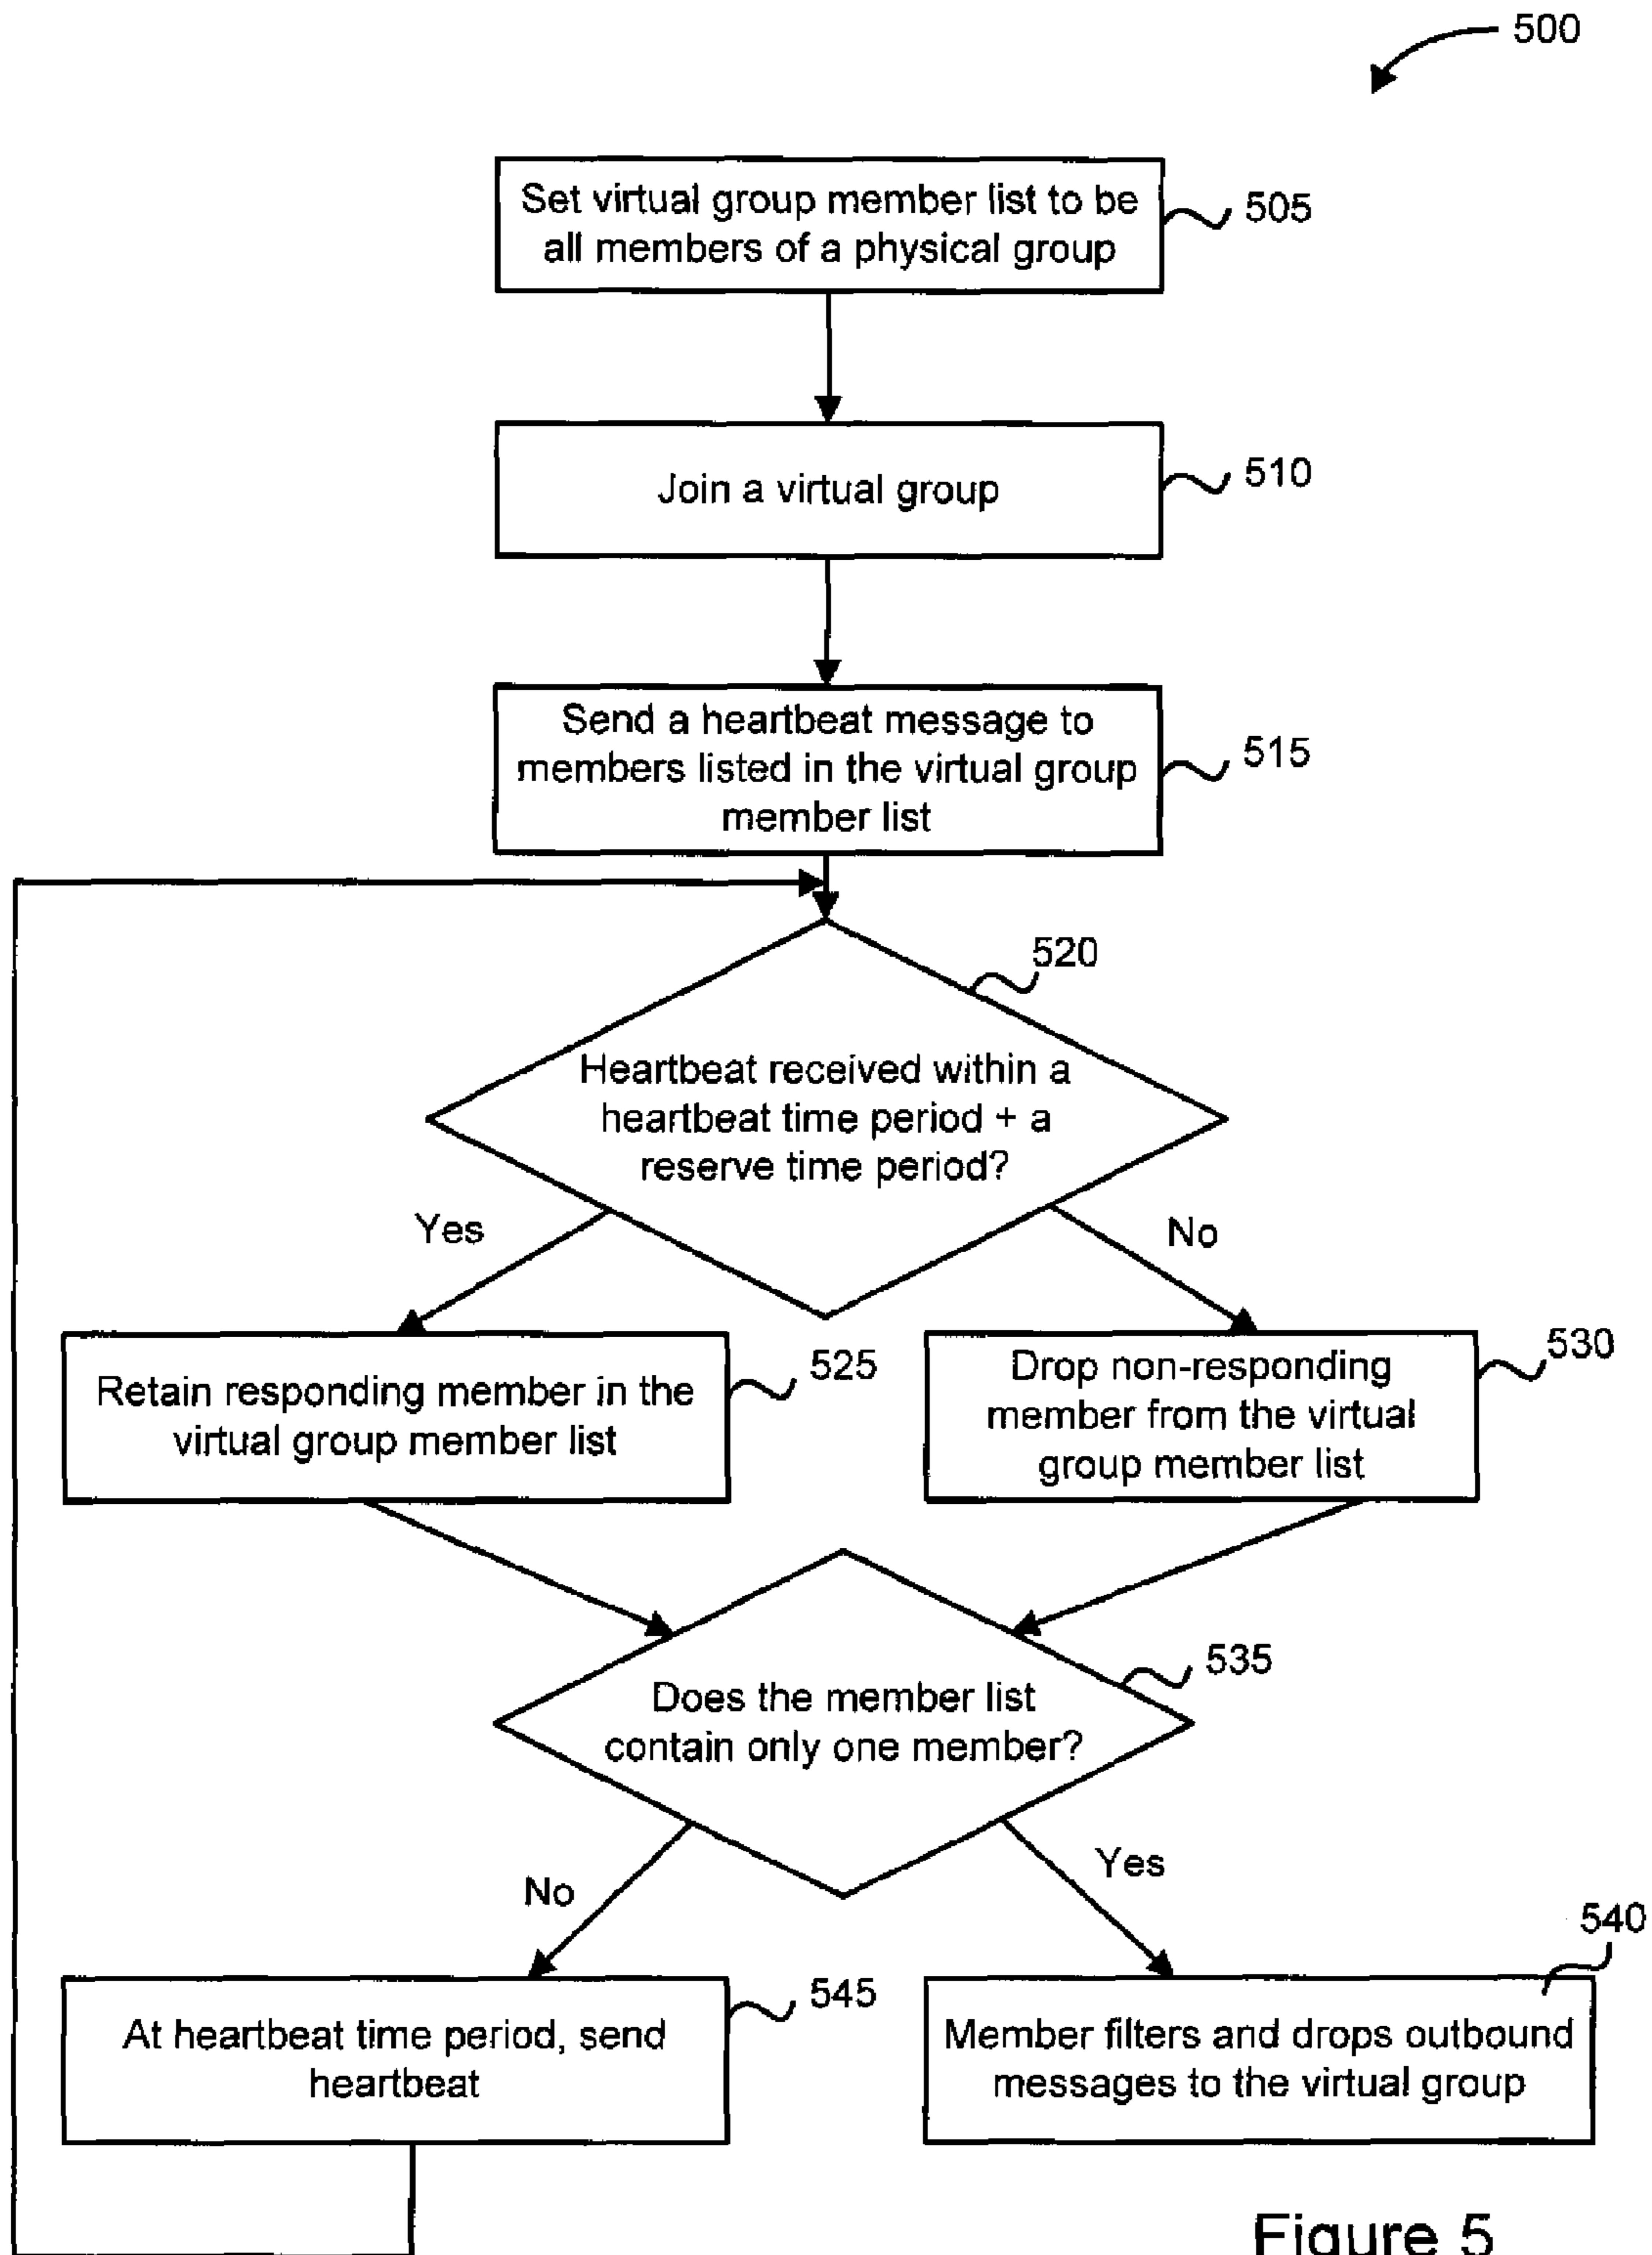 500
Set virtual group member list to be
all members of a physical group
505
Join a virtual group
510
Send a heartbeat message to
members listed in the virtual group
member list
515
520
Heartbeat received within a
heartbeat time period + a
reserve time period?
Yes
No
Retain responding member in the
virtual group member list
525
Drop non-responding
member from the virtual
group member list
530
535
Does the member list
contain only one member?
No
Yes
540
At heartbeat time period, send
heartbeat
545
Member filters and drops outbound
messages to the virtual group
Figure 5